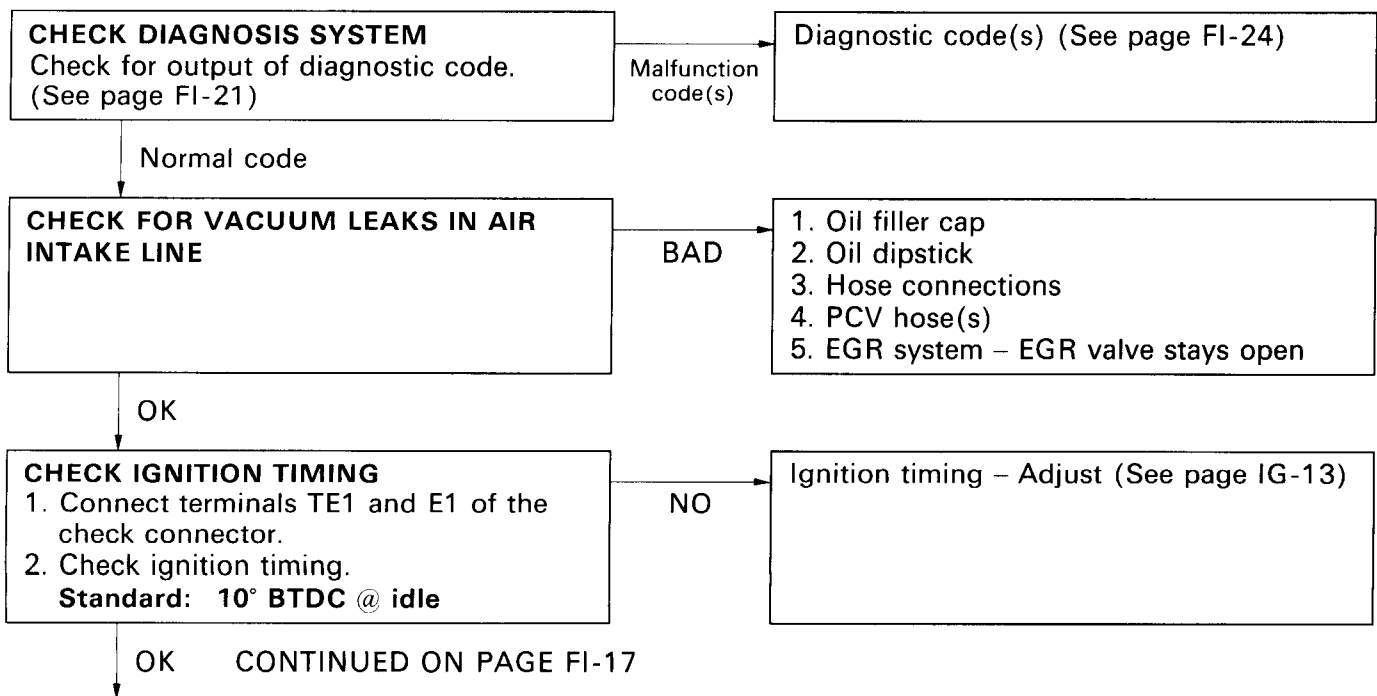 CHECK DIAGNOSIS SYSTEM
Check for output of diagnostic code.
(See page FI-21)
Malfunction
code(s)
Diagnostic code(s) (See page FI-24)
Normal code
CHECK FOR VACUUM LEAKS IN AIR
INTAKE LINE
BAD
1. Oil filler cap
2. Oil dipstick
3. Hose connections
4. PCV hose(s)
5. EGR system – EGR valve stays open
OK
CHECK IGNITION TIMING
1. Connect terminals TE1 and E1 of the
check connector.
2. Check ignition timing.
Standard: 10° BTDC @ idle
NO
Ignition timing – Adjust (See page IG-13)
OK CONTINUED ON PAGE FI-17